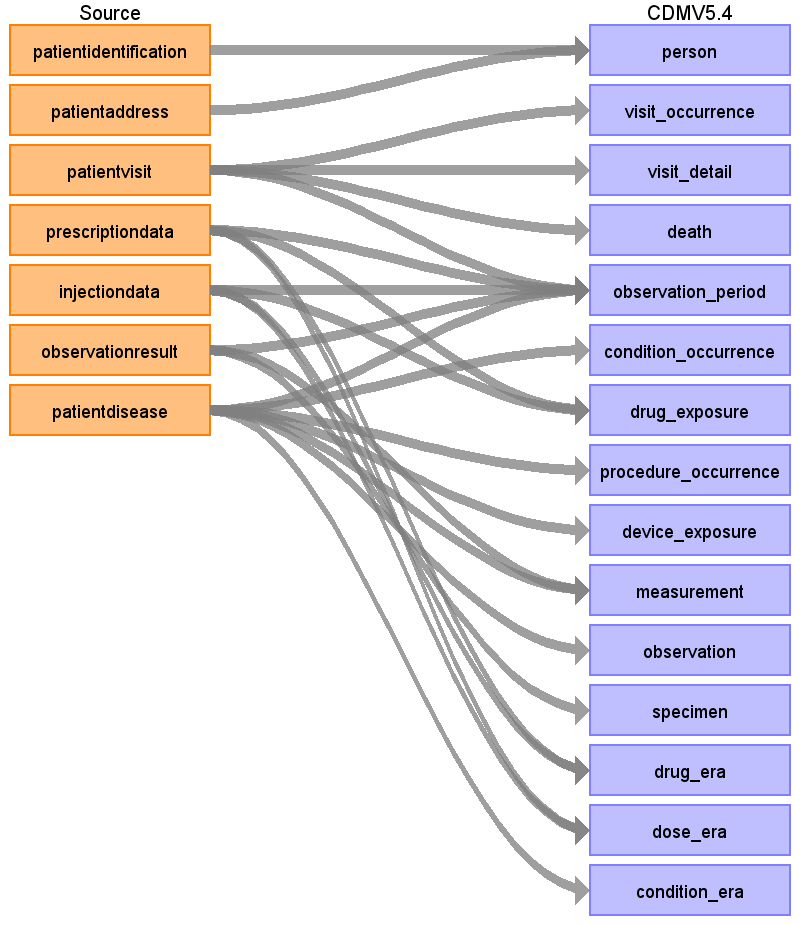 Source
CDMV5.4
patientidentification
person
patientaddress
visit_occurrence
patientvisit
visit_detail
prescriptiondata
death
injectiondata
observation_period
observationresult
condition_occurrence
patientdisease
drug_exposure
procedure_occurrence
device_exposure
measurement
observation
specimen
drug_era
dose_era
condition_era